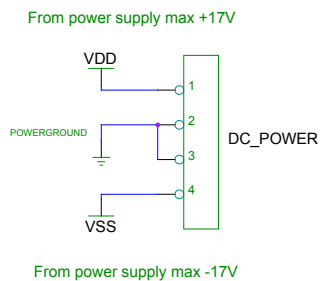 From power supply max +17V
VDD
1
POWERGROUND
2
DC_POWER
3
4
VSS
From power supply max -17V